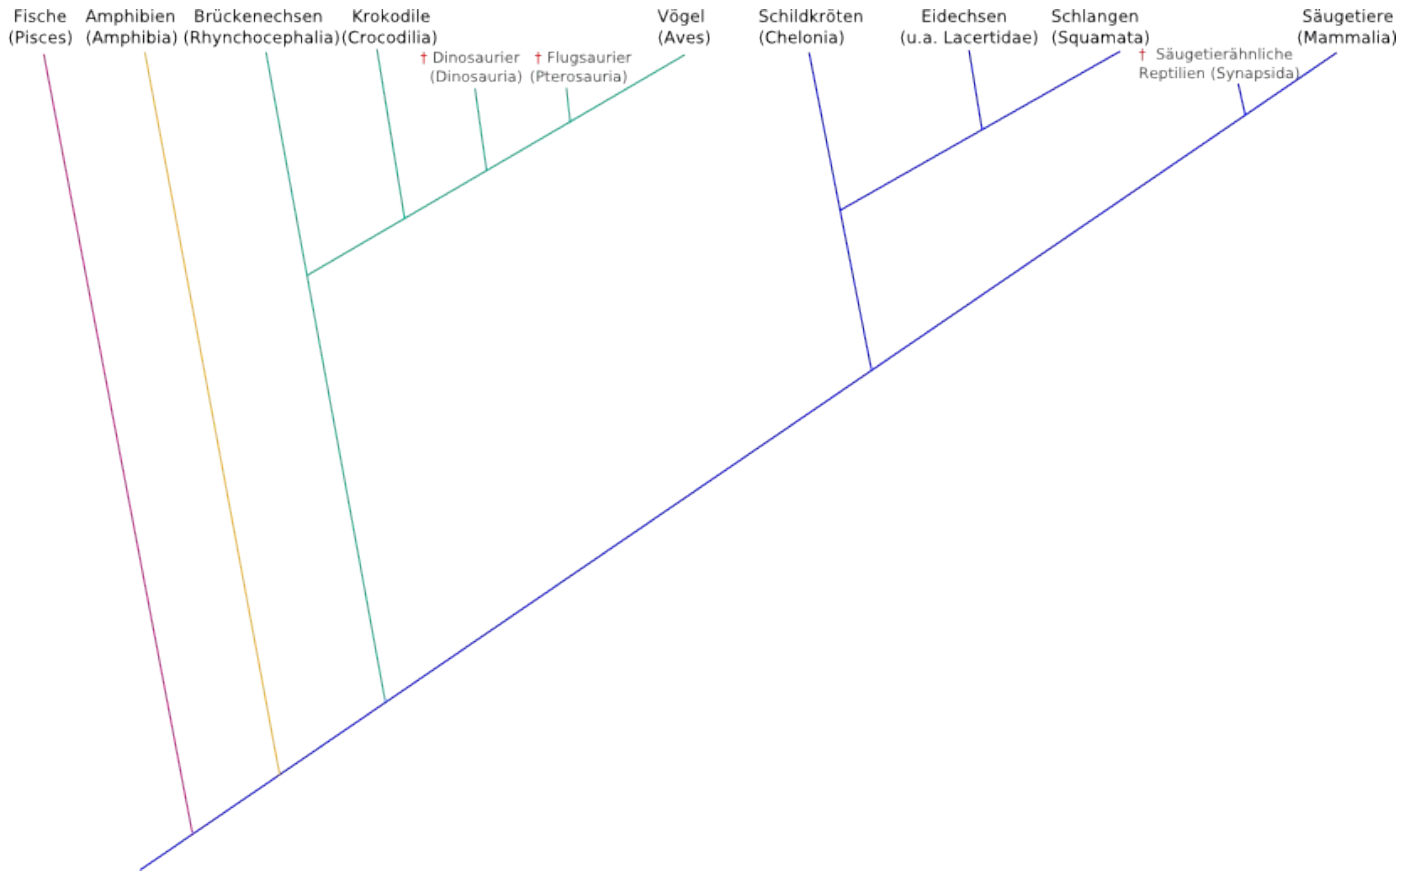 Fische
(Pisces)
Amphibien
(Amphibia)
Brückenechsen
(Rhynchocephalia)
Krokodile
(Crocodilia)
† Dinosaurier
(Dinosauria)
† Flugsaurier
(Pterosauria)
Vögel
(Aves)
Schildkröten
(Chelonia)
Eidechsen
(u.a. Lacertidae)
Schlangen
(Squamata)
† Säugetierähnliche
Reptilien (Synapsida)
Säugetiere
(Mammalia)